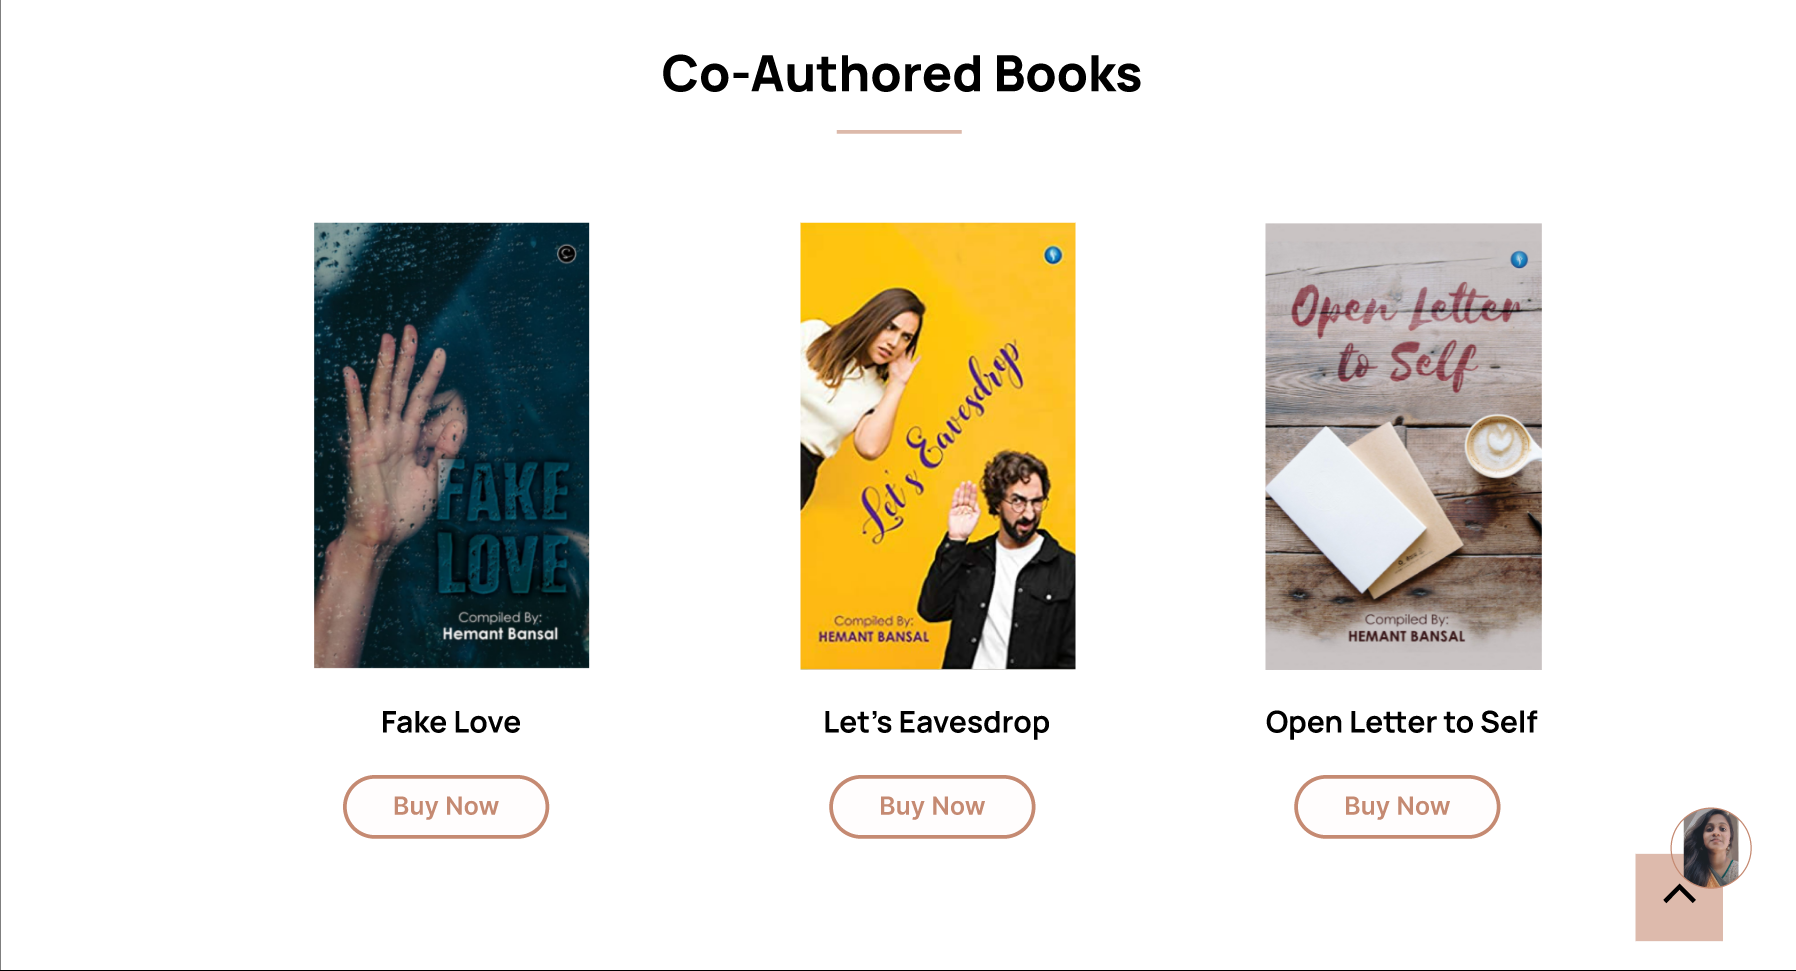 Co-Authored Books
FAKE
LOVE
Compiled By:
Hemant Bansal
Let's Eavesdrop
Compiled By:
HEMANT BANSAL
Open Letter
to Self
Compiled By:
HEMANT BANSAL
Fake Love
Let's Eavesdrop
Open Letter to Self
Buy Now
Buy Now
Buy Now